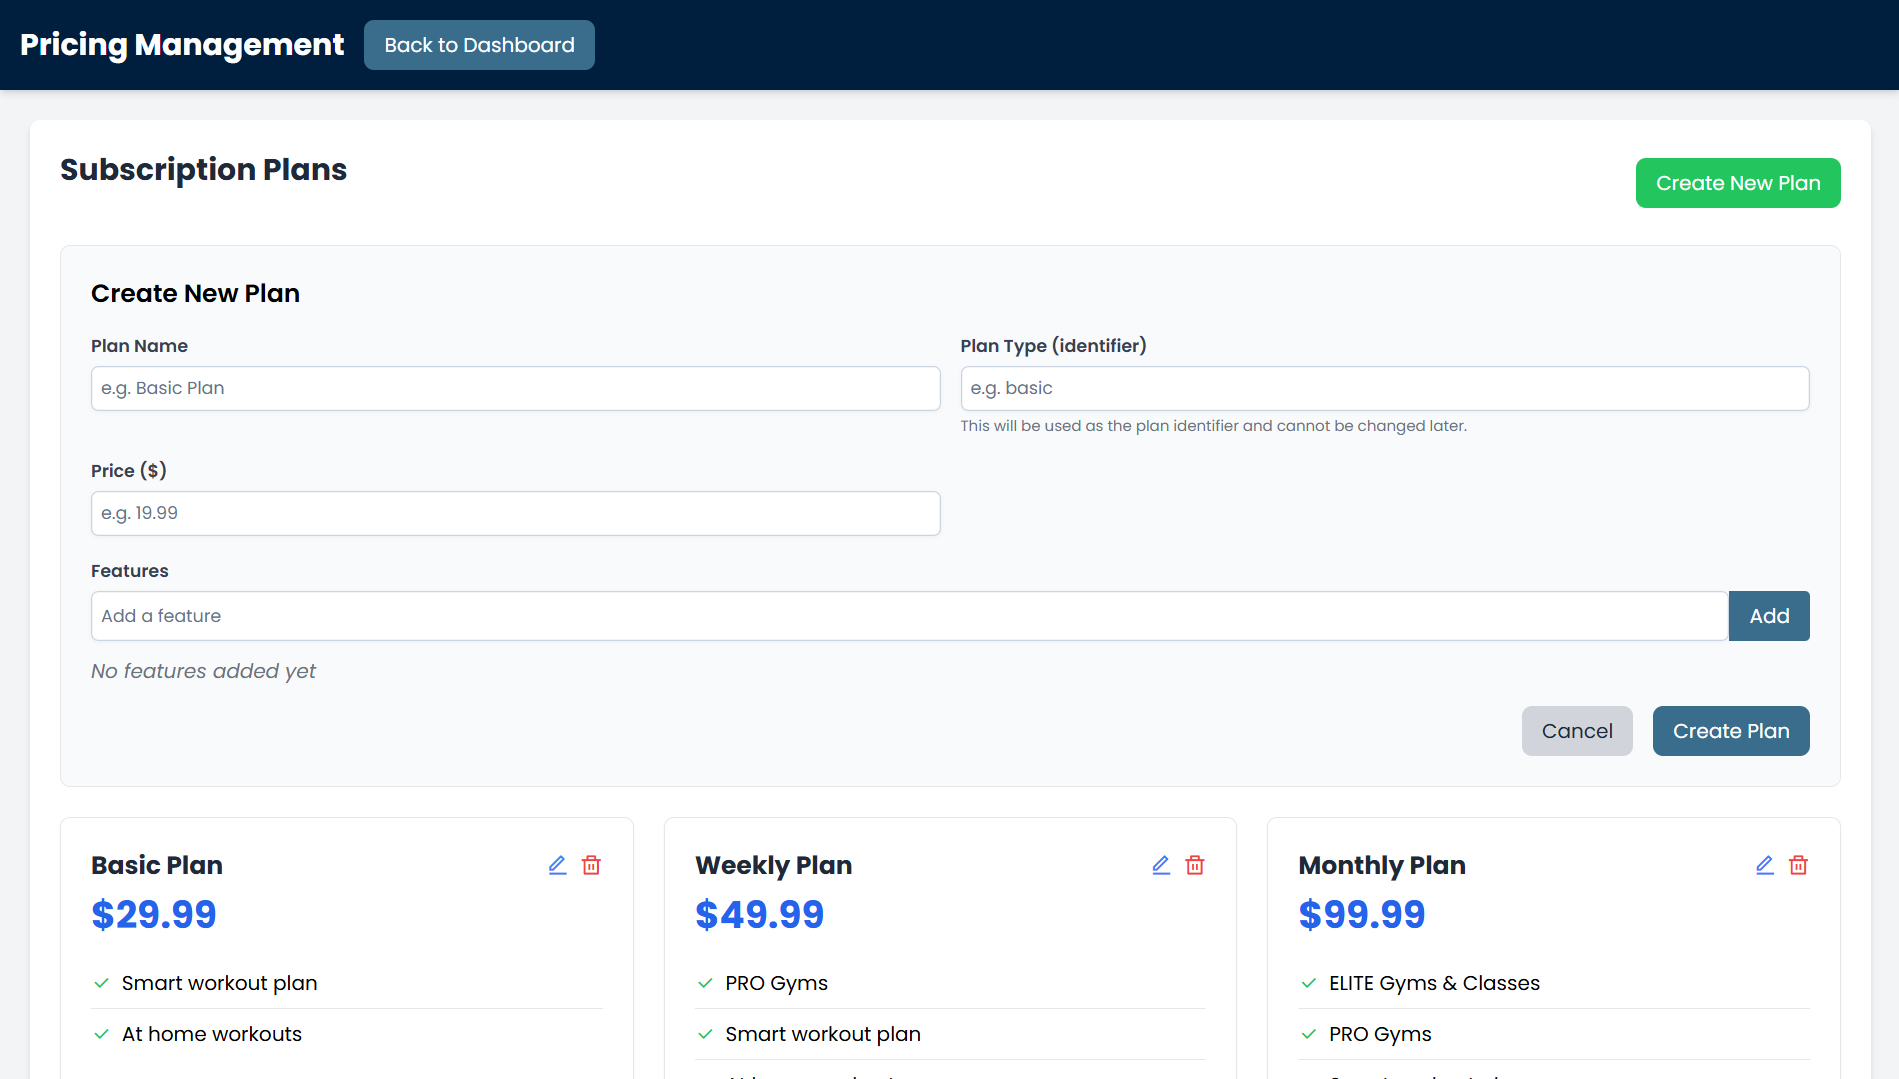 Pricing Management
Back to Dashboard
Subscription Plans
Create New Plan
Create New Plan
Plan Name
Plan Type (identifier)
e.g. Basic Plan
e.g. basic
This will be used as the plan identifier and cannot be changed later.
Price ($)
e.g. 19.99
Features
Add a feature
Add
No features added yet
Cancel
Create Plan
Basic Plan
$29.99
Smart workout plan
At home workouts
Weekly Plan
$49.99
PRO Gyms
Smart workout plan
Monthly Plan
$99.99
ELITE Gyms & Classes
PRO Gyms